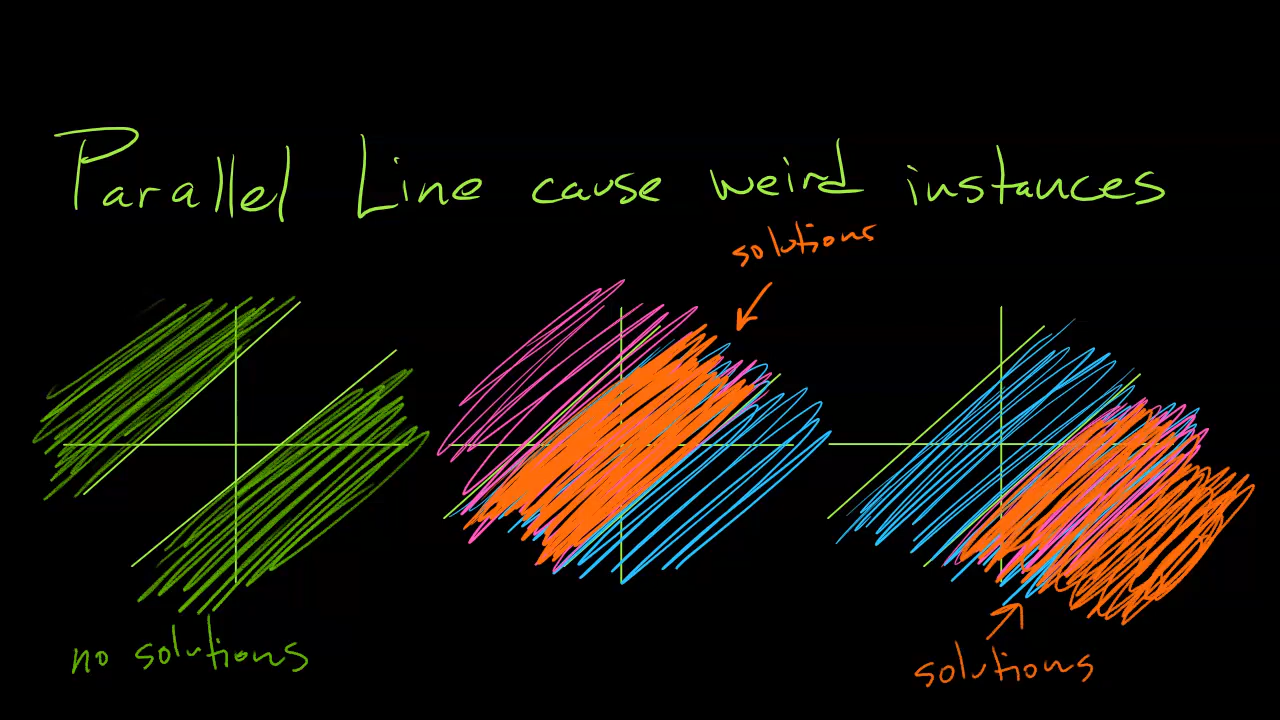 Parallel Line cause weird instances
solutions
no solutions
solutions